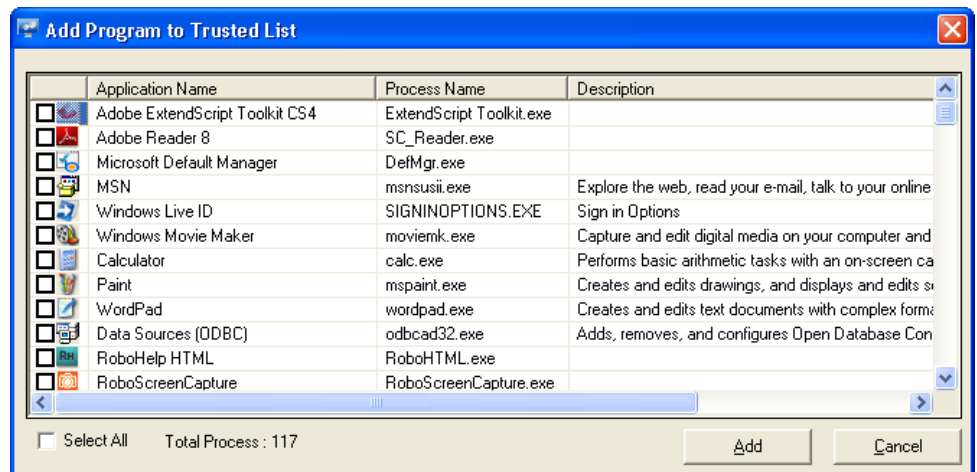 Add Program to Trusted List
Application Name Process Name Description
Adobe ExtendScript Toolkit CS4 ExtendScript Toolkit.exe
Adobe Reader 8 SC_Reader.exe
Microsoft Default Manager DefMgr.exe
MSN msnsusii.exe Explore the web, read your e-mail, talk to your online
Windows Live ID SIGNINOPTIONS.EXE Sign in Options
Windows Movie Maker moviemk.exe Capture and edit digital media on your computer and
Calculator calc.exe Performs basic arithmetic tasks with an on-screen ca
Paint mspaint.exe Creates and edits drawings, and displays and edits s
WordPad wordpad.exe Creates and edits text documents with complex forma
Data Sources (ODBC) odbcad32.exe Adds, removes, and configures Open Database Con
RH RoboHelp HTML RoboHTML.exe
RoboScreenCapture RoboScreenCapture.exe
Select All Total Process : 117 Add Cancel